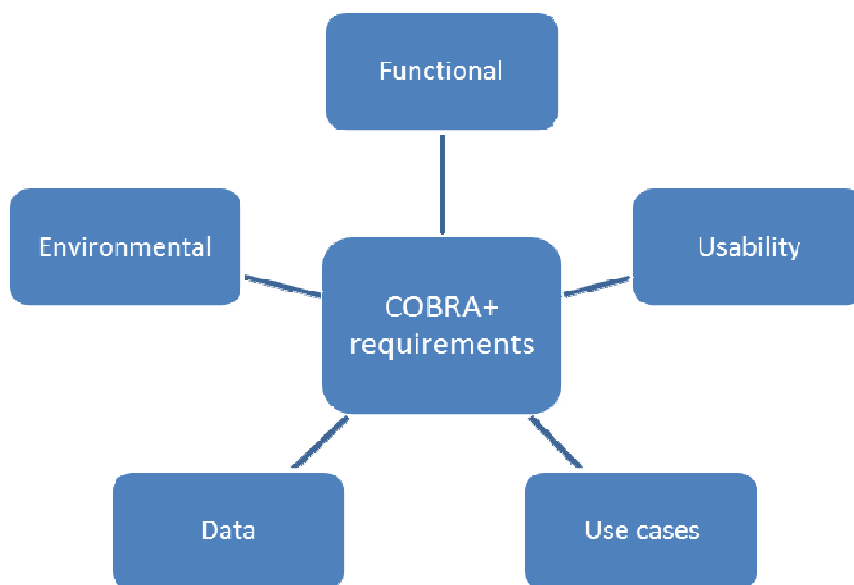 Functional
Environmental
Usability
COBRA+
requirements
Data
Use cases